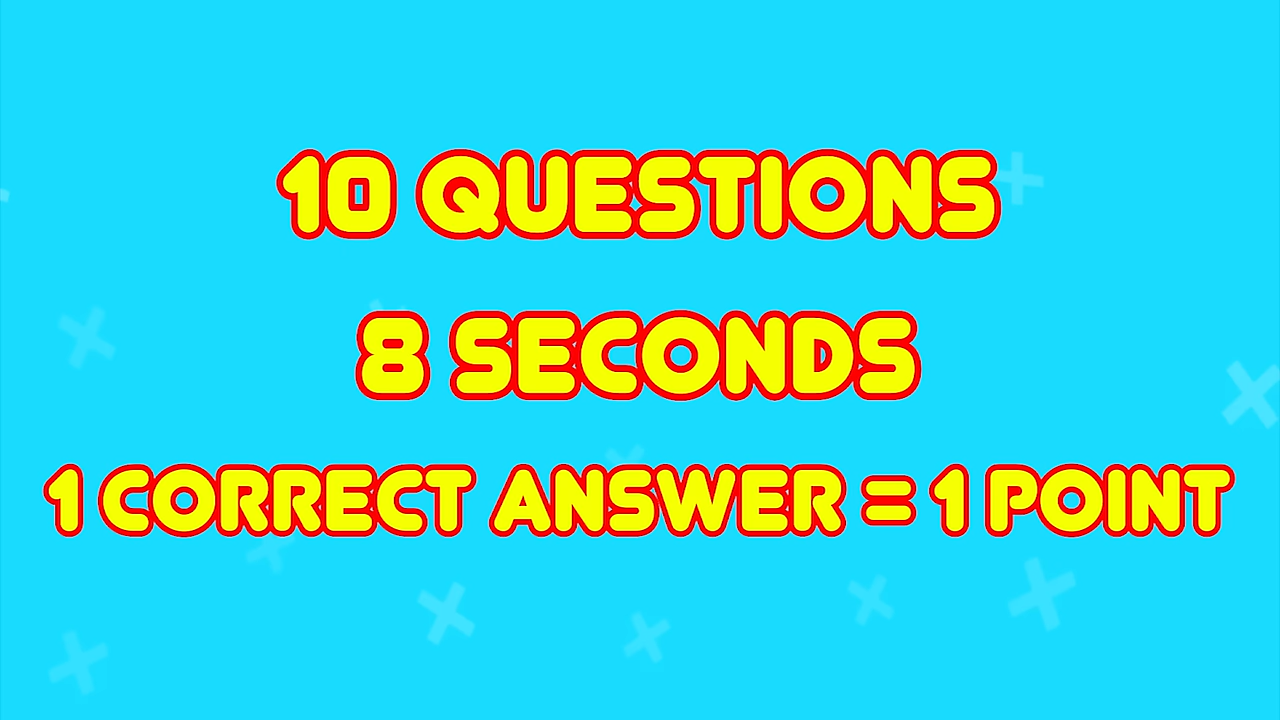 10 QUESTIONS
8 SECONDS
1 CORRECT ANSWER = 1 POINT